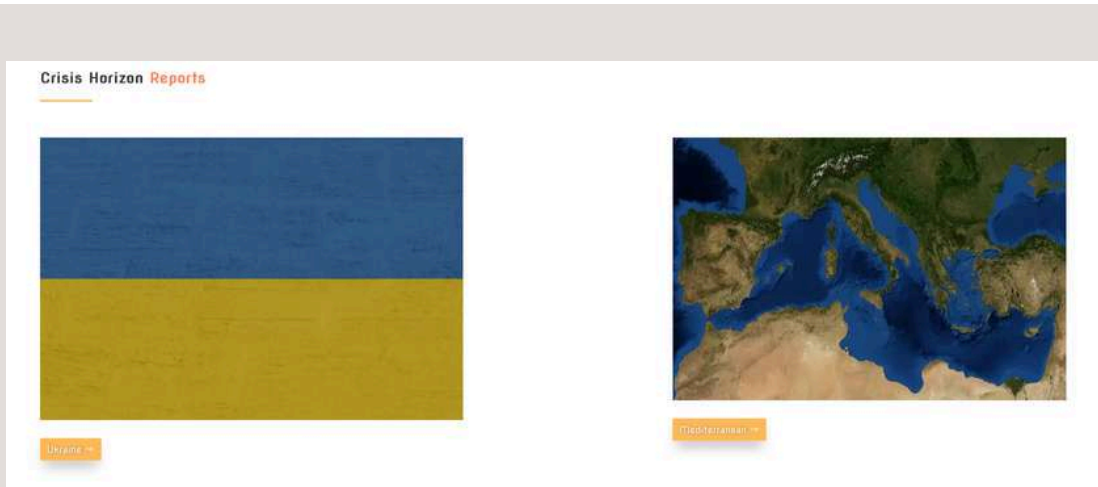 Crisis Horizon Reports
Ukraine →
Mediterranean →